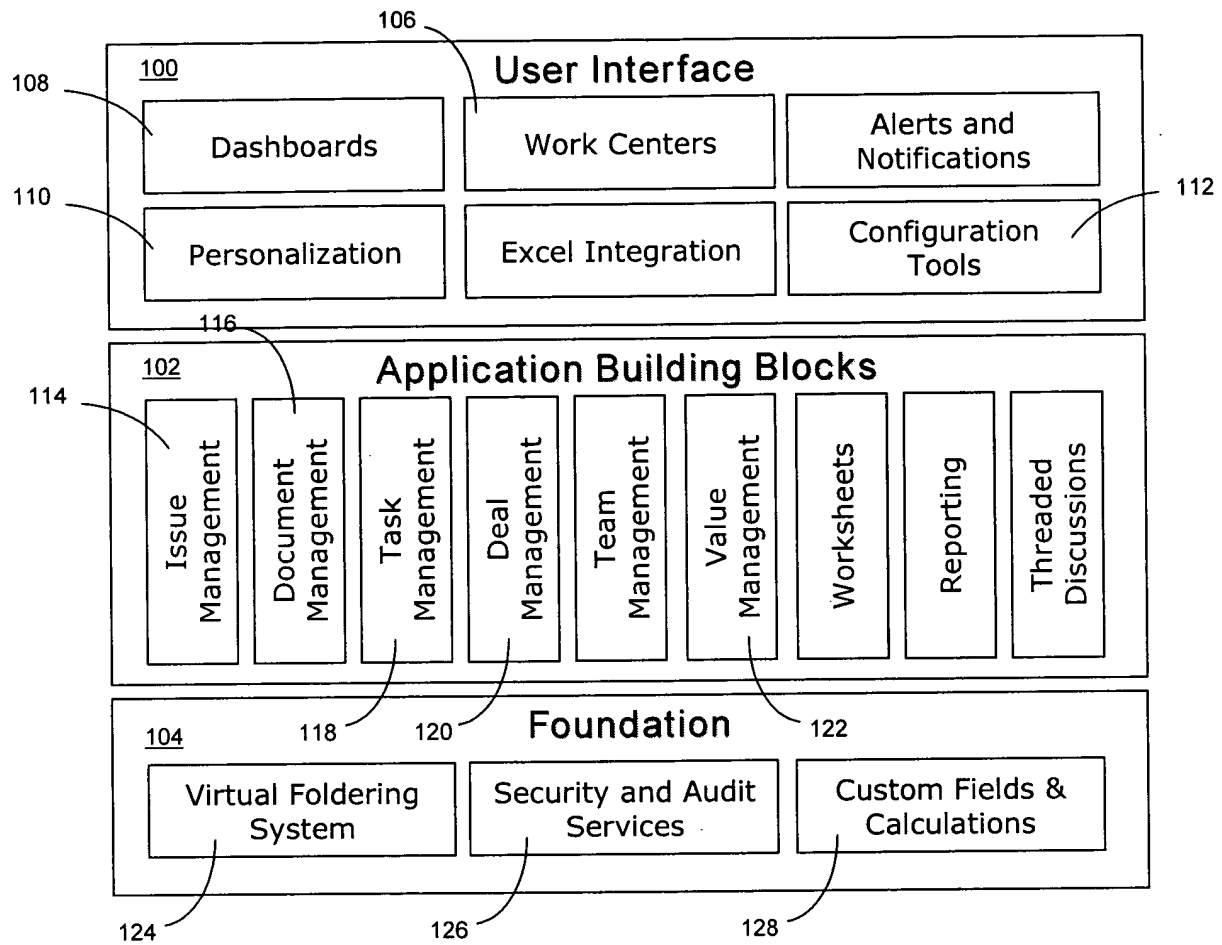 106
100
User Interface
108
Dashboards
Work Centers
Alerts and
Notifications
110
112
Personalization
Excel Integration
Configuration
Tools
116
102
Application Building Blocks
114
Issue
Management
Document
Management
Task
Management
Deal
Management
Team
Management
Value
Management
Worksheets
Reporting
Threaded
Discussions
118
120
122
104
Foundation
Virtual Foldering
System
Security and Audit
Services
Custom Fields &
Calculations
124
126
128